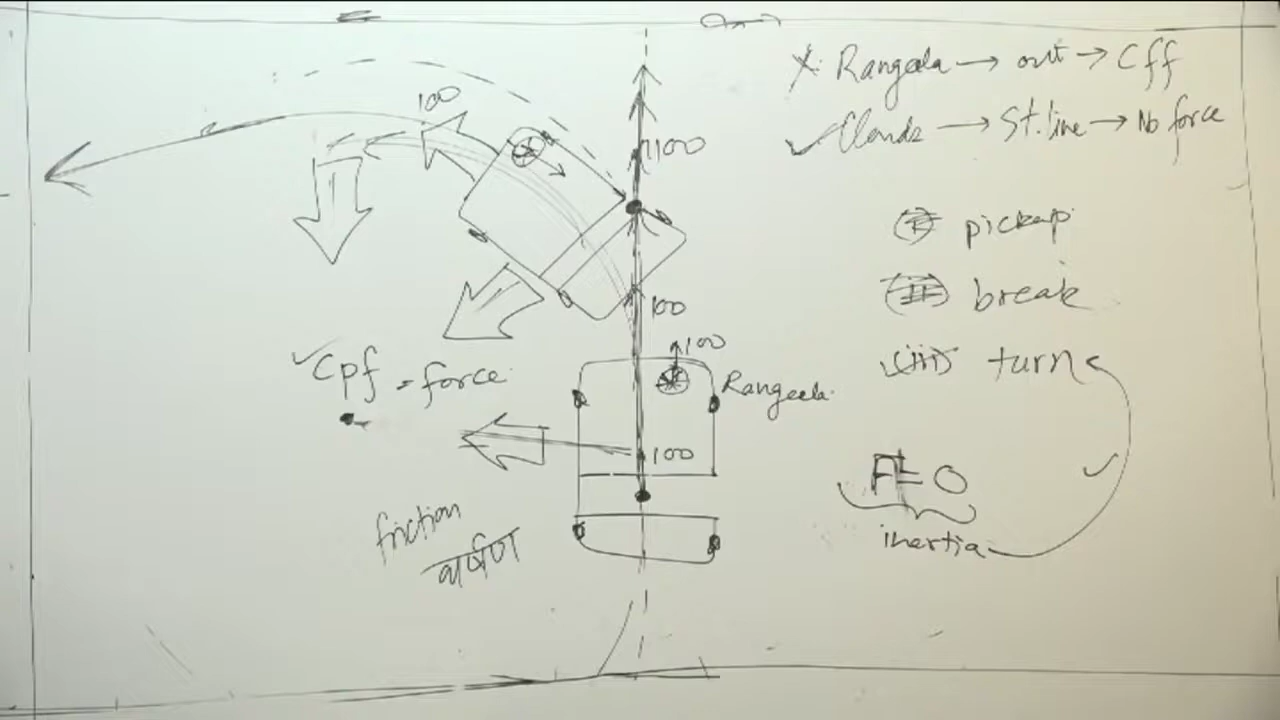 X. Rangeela → out → Cff
✓ Clouds → St. line → No force
(i) pickup
(ii) break
(iii) turn
F = 0
inertia
100
100
100
100
Rangeela
100
✓ Cpf = force
friction
घर्षण